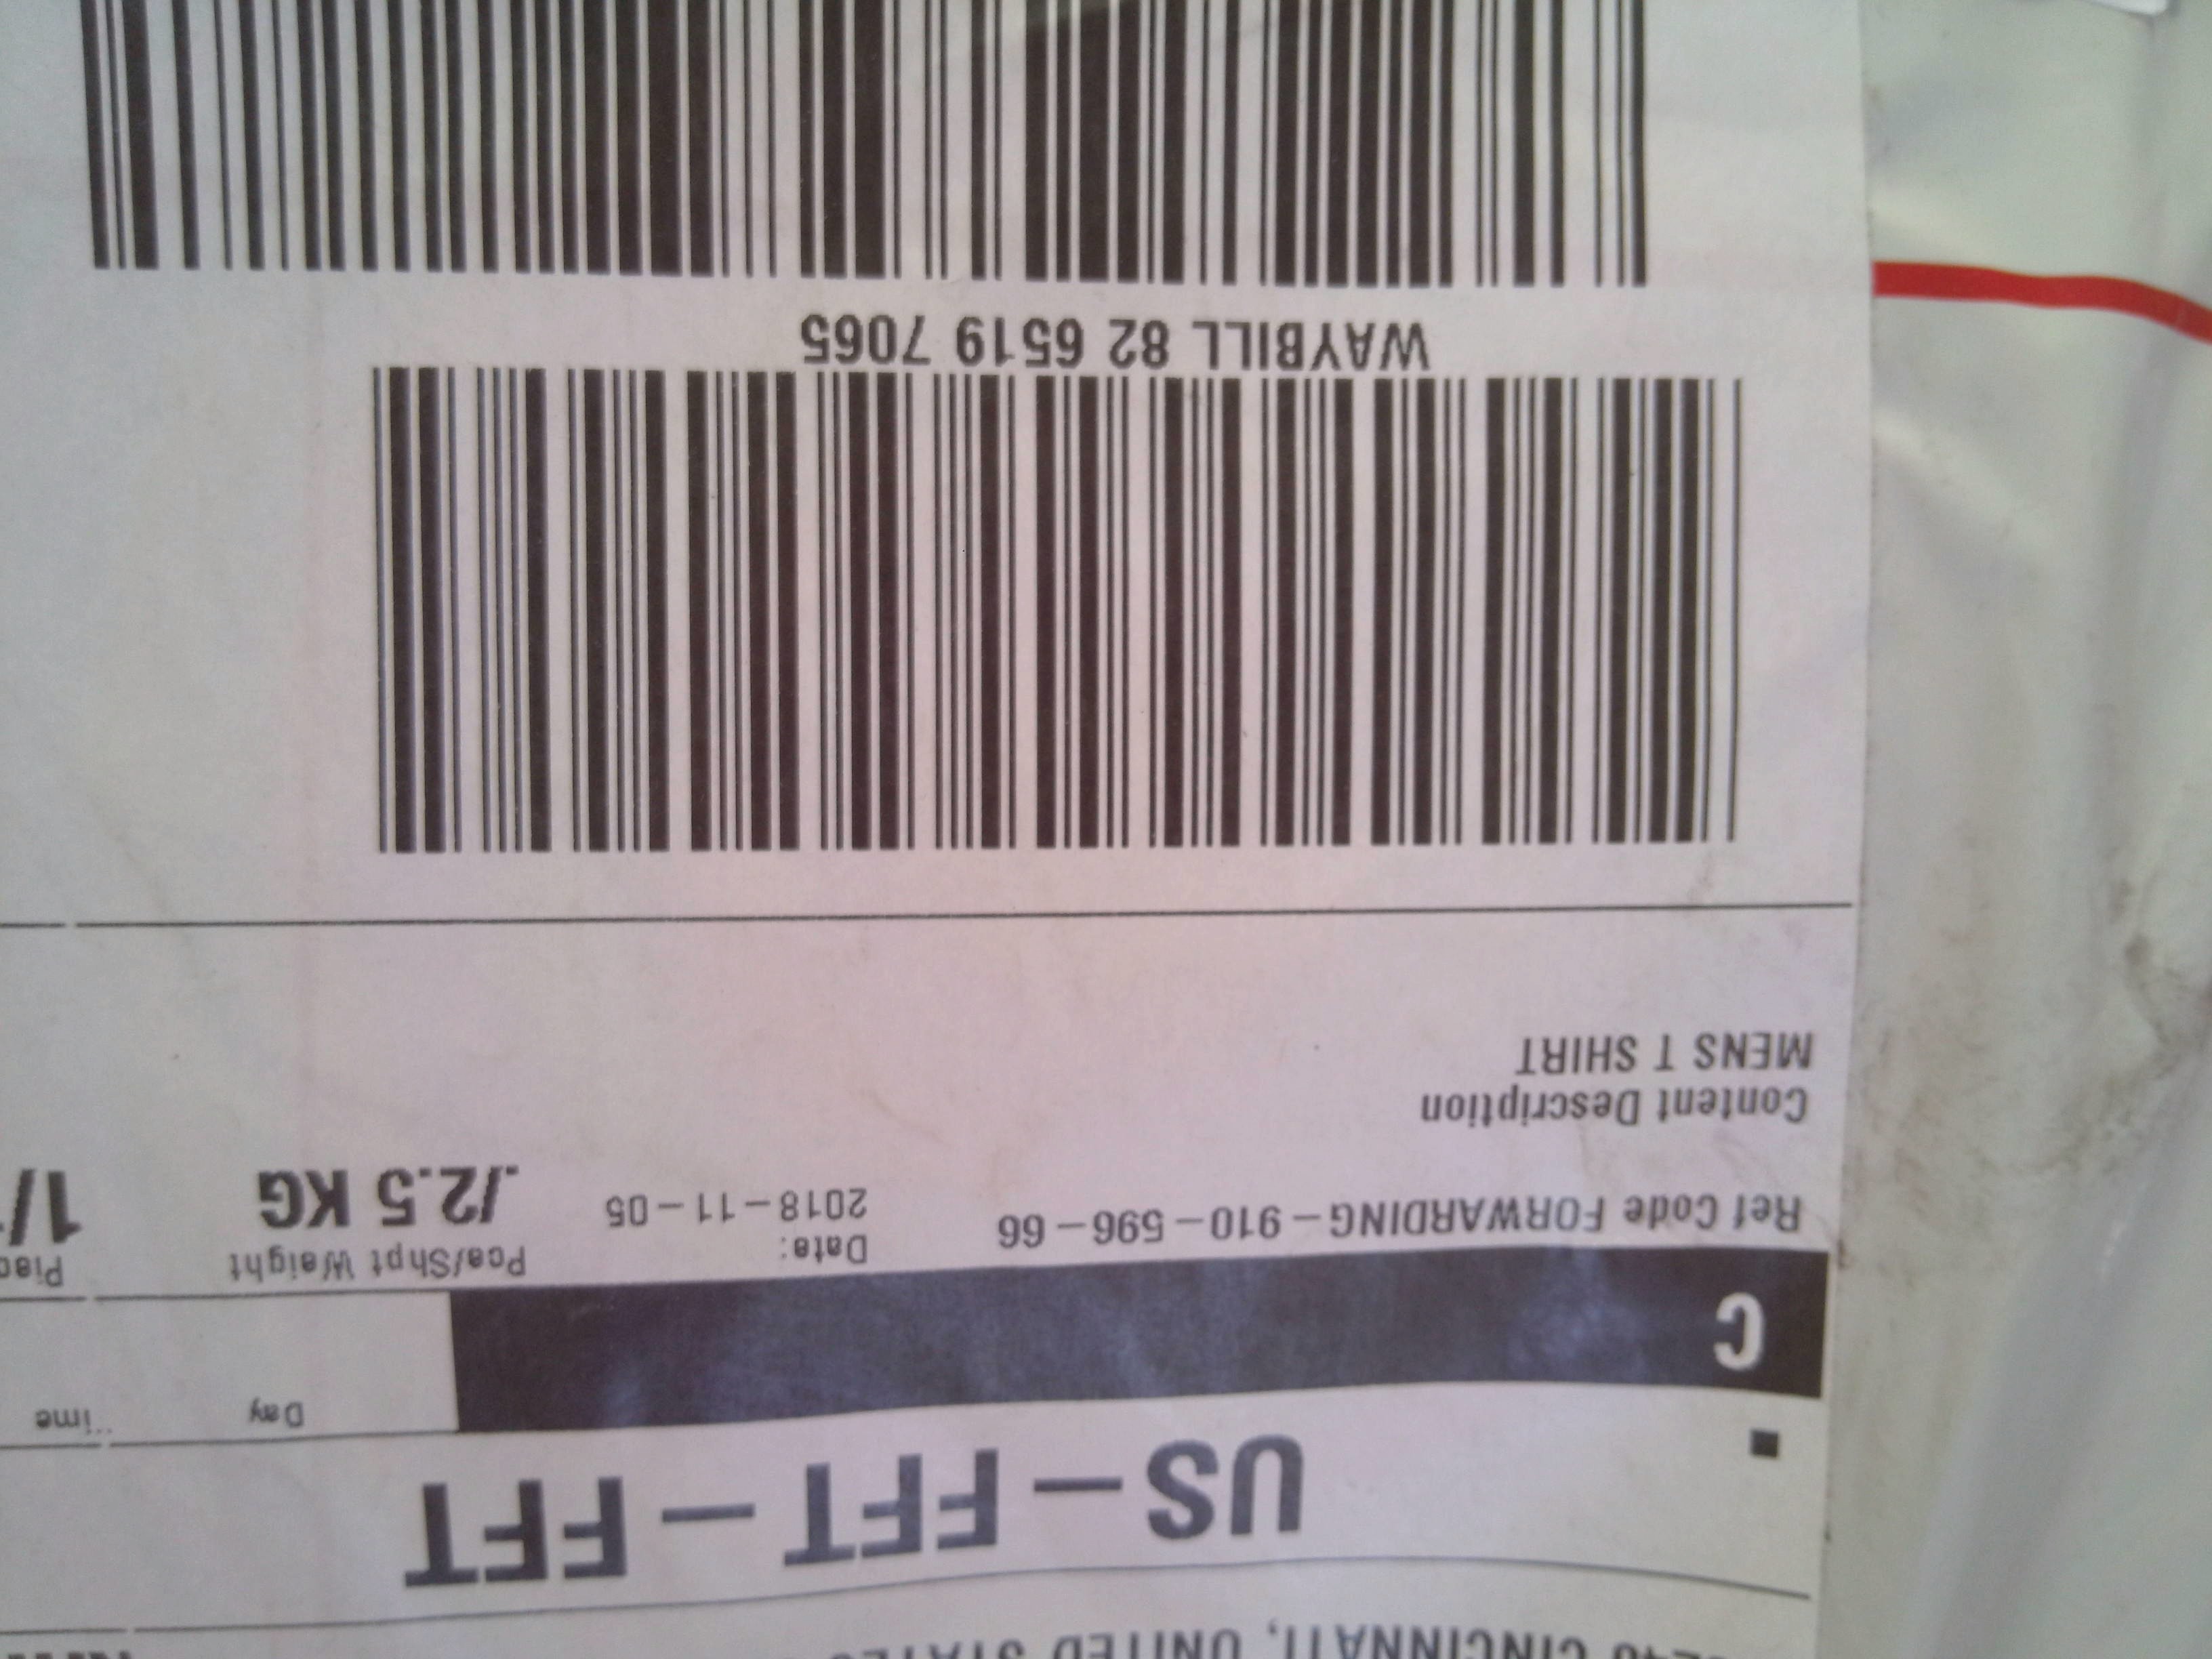 CINCINNATI, UNITED STATES
US-FFT-FFT
C
Day
Ref Code FORWARDING-910-596-66
Date:
2018-11-05
Pce/Shpt Weight
./2.5 KG
1/
Content Description
MENS T SHIRT
WAYBILL 82 6519 7065